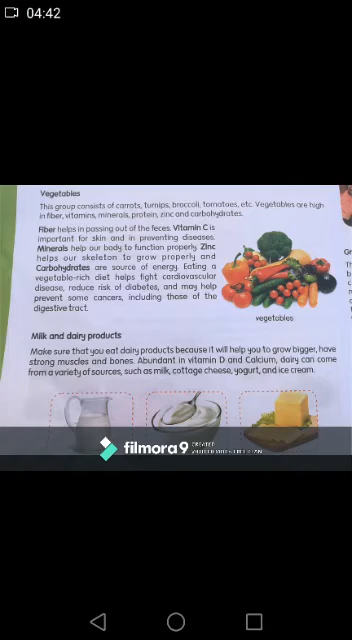 04:42
Vegetables
This group consists of carrots, turnips, broccoli, tomatoes, etc. Vegetables are high
in fiber, vitamins, minerals, protein, zinc and carbohydrates.
Fiber helps in passing out of the feces. Vitamin C is
important for skin and in preventing diseases.
Minerals help our body to function properly. Zinc
helps our skeleton to grow properly and
Carbohydrates are source of energy. Eating a
vegetable-rich diet helps fight cardiovascular
disease, reduce risk of diabetes, and may help
prevent some cancers, including those of the
digestive tract.
vegetables
Milk and dairy products
Make sure that you eat dairy products because it will help you to grow bigger, have
strong muscles and bones. Abundant in vitamin D and Calcium, dairy can come
from a variety of sources, such as milk, cottage cheese, yogurt, and ice cream.
filmora9
CREATED